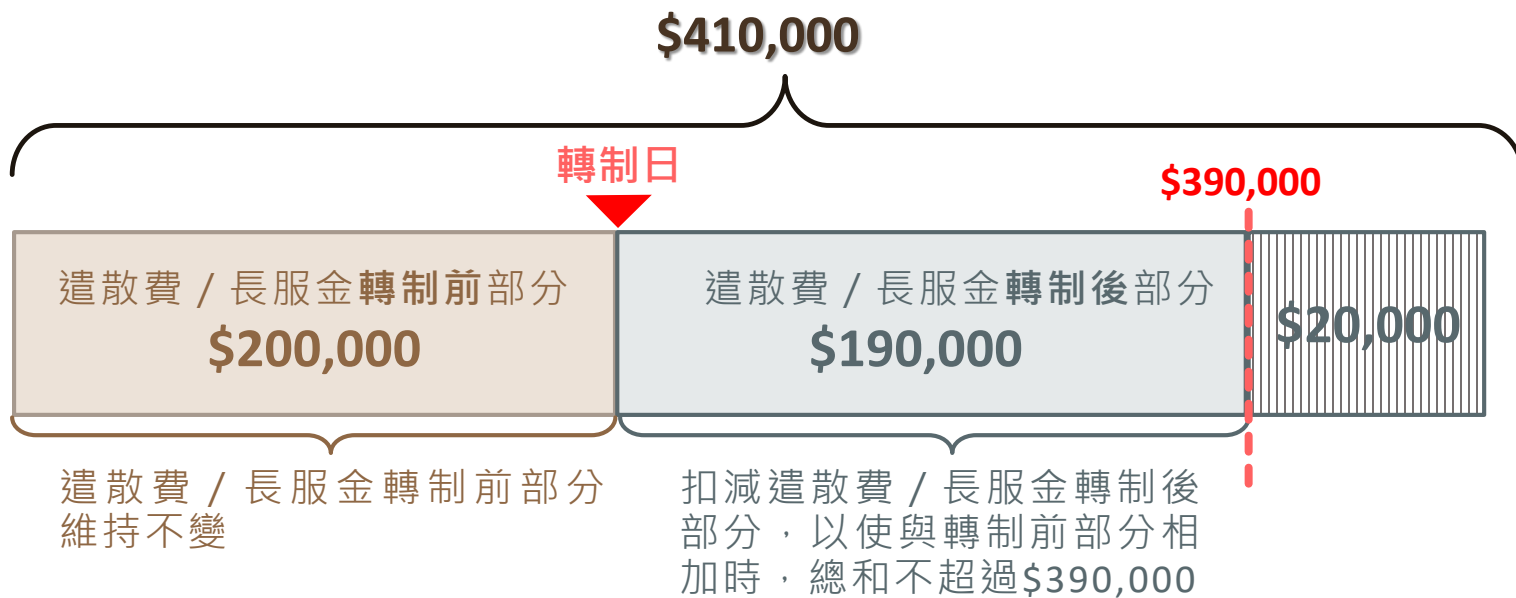 $410,000
轉制日
$390,000
遣散費 / 長服金轉制前部分
$200,000
遣散費 / 長服金轉制後部分
$190,000
$20,000
遣散費 / 長服金轉制前部分
維持不變
扣減遣散費 / 長服金轉制後
部分，以使與轉制前部分相
加時，總和不超過$390,000